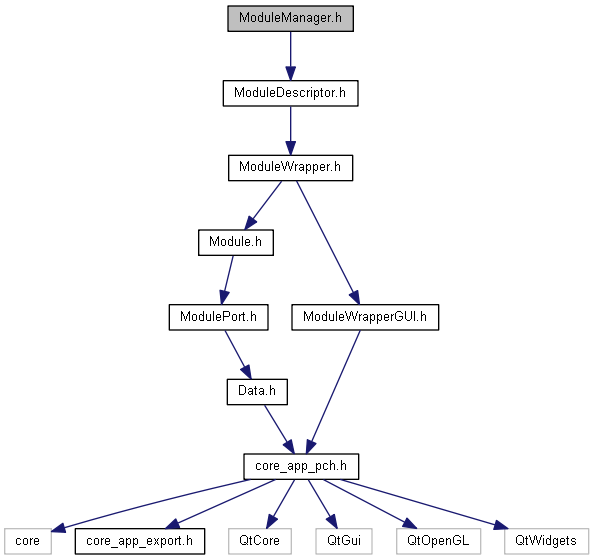 ModuleManager.h
ModuleDescriptor.h
ModuleWrapper.h
Module.h
ModulePort.h
ModuleWrapperGUI.h
Data.h
core_app_pch.h
core
core_app_export.h
QtCore
QtGui
QtOpenGL
QtWidgets